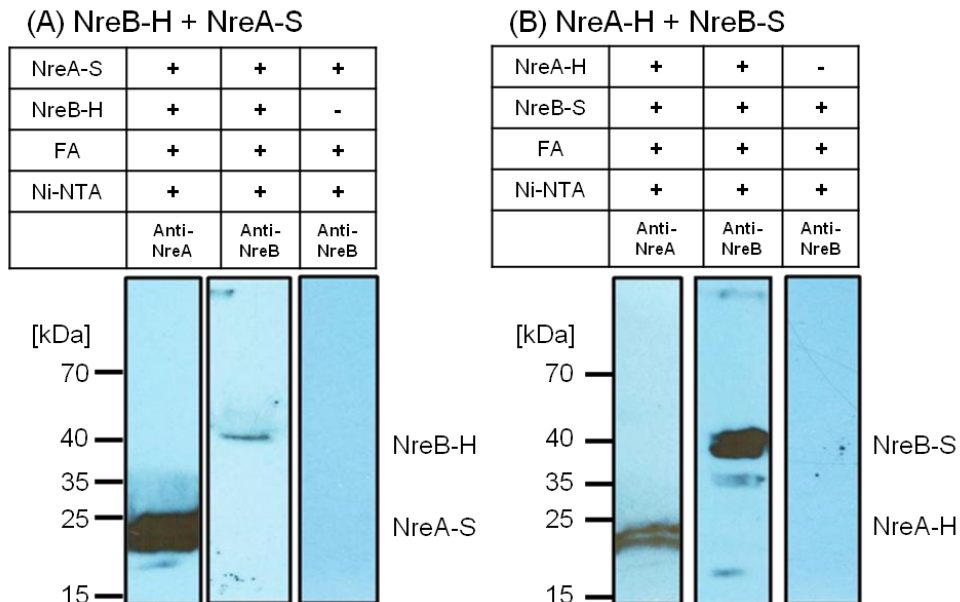 (A) NreB-H + NreA-S
NreA-S + + +
NreB-H + + -
FA + + +
Ni-NTA + + +
Anti-NreA Anti-NreB Anti-NreB
[kDa]
70
40
35
25
15
NreB-H
NreA-S
(B) NreA-H + NreB-S
NreA-H + + -
NreB-S + + +
FA + + +
Ni-NTA + + +
Anti-NreA Anti-NreB Anti-NreB
[kDa]
70
40
35
25
15
NreB-S
NreA-H